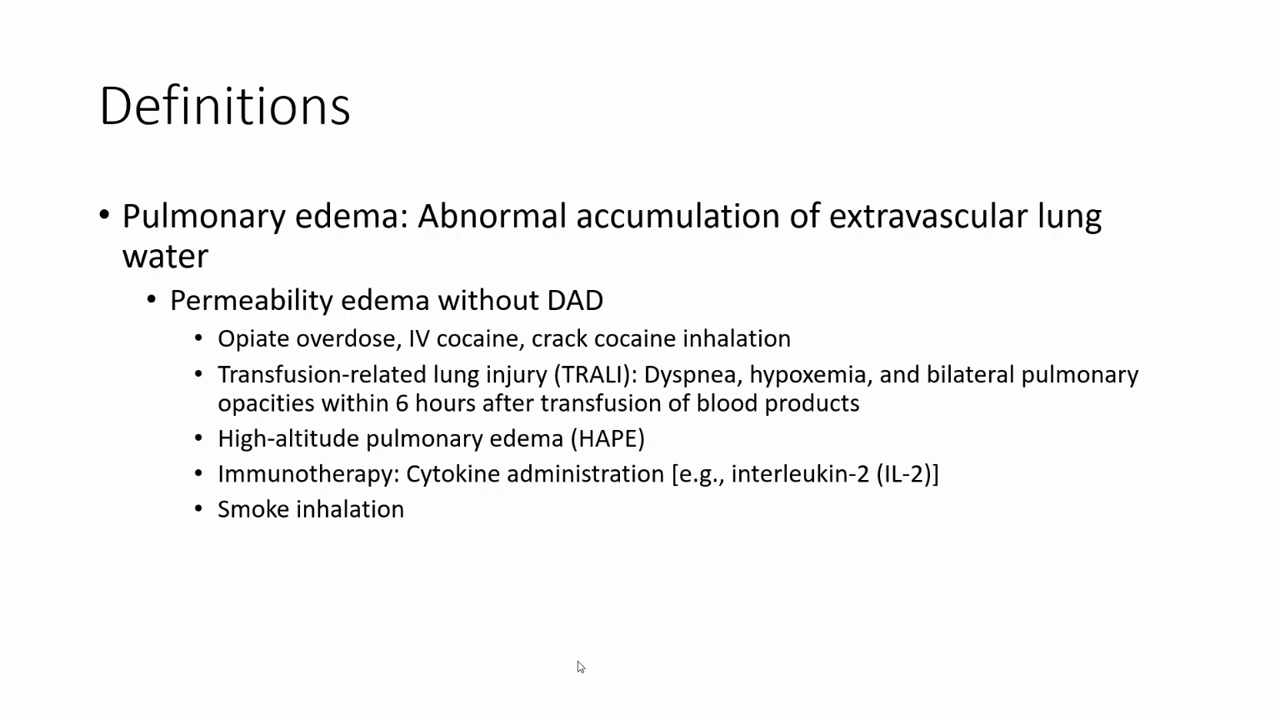 Definitions
• Pulmonary edema: Abnormal accumulation of extravascular lung
water
• Permeability edema without DAD
• Opiate overdose, IV cocaine, crack cocaine inhalation
• Transfusion-related lung injury (TRALI): Dyspnea, hypoxemia, and bilateral pulmonary
opacities within 6 hours after transfusion of blood products
• High-altitude pulmonary edema (HAPE)
• Immunotherapy: Cytokine administration [e.g., interleukin-2 (IL-2)]
• Smoke inhalation